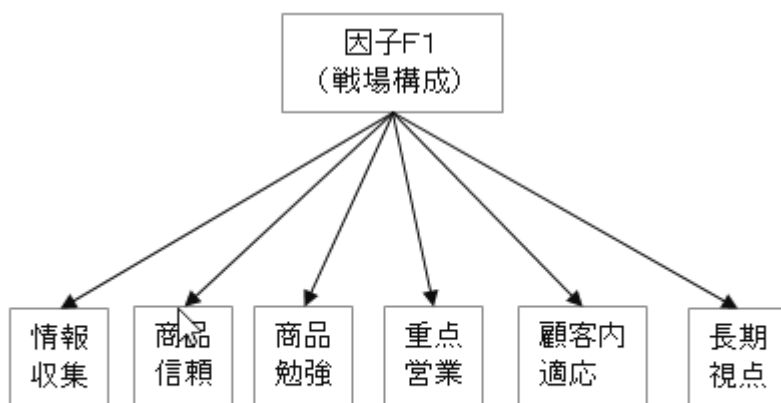 因子F1
(戦場構成)
情報
収集
商品
信頼
商品
勉強
重点
営業
顧客内
適応
長期
視点